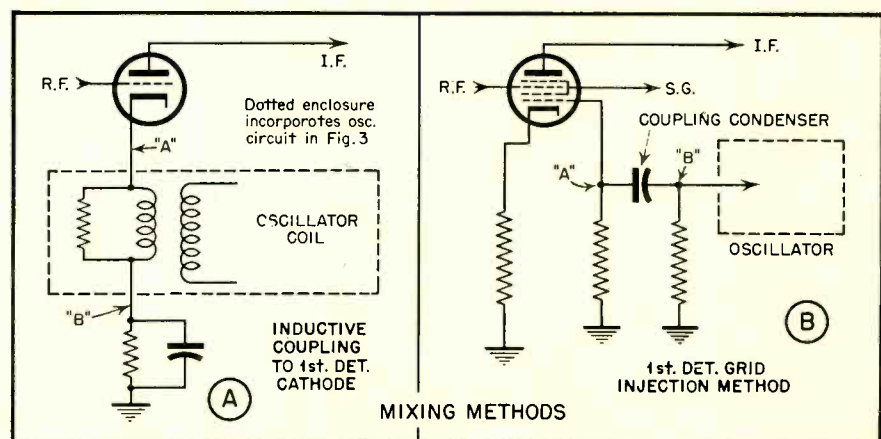 I.F.
R.F.
Dotted enclosure
incorporates osc.
circuit in Fig. 3
"A"
OSCILLATOR
COIL
"B"
INDUCTIVE
COUPLING
TO 1st. DET.
CATHODE
A
I.F.
R.F.
S.G.
COUPLING CONDENSER
"A"
"B"
OSCILLATOR
B
1st. DET. GRID
INJECTION METHOD
MIXING METHODS